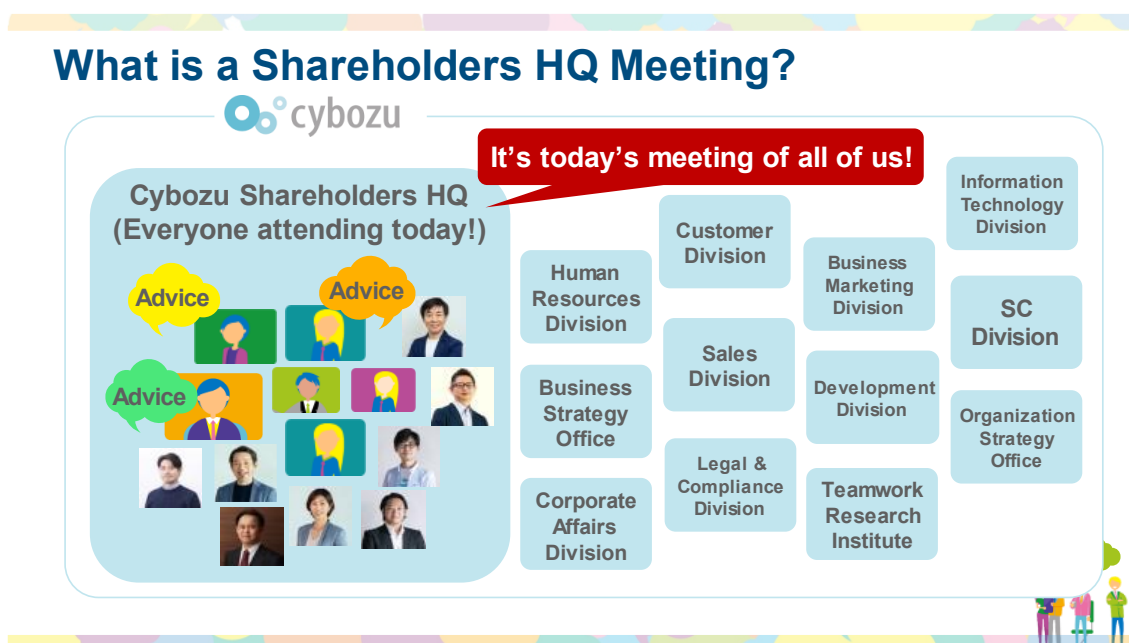 What is a Shareholders HQ Meeting?
cybozu
It's today's meeting of all of us!
Cybozu Shareholders HQ
(Everyone attending today!)
Advice
Advice
Advice
Human
Resources
Division
Business
Strategy
Office
Corporate
Affairs
Division
Customer
Division
Sales
Division
Legal &
Compliance
Division
Business
Marketing
Division
Development
Division
Teamwork
Research
Institute
Information
Technology
Division
SC
Division
Organization
Strategy
Office